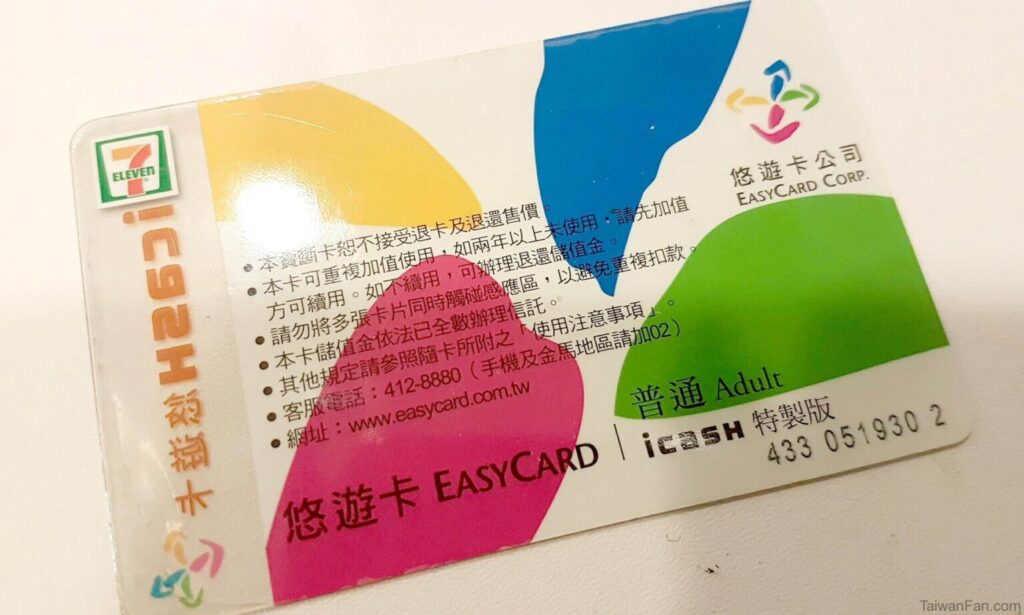 7
ELEVEN
icash 悠遊卡
悠遊卡公司
EASYCARD CORP.
● 本買斷卡恕不接受退卡及退還售價。
● 本卡可重複加值使用，如兩年以上未使用，請先加值
方可續用。如不續用，可辦理退還儲值金。
● 請勿將多張卡片同時觸碰感應區，以避免重複扣款。
● 本卡儲值金依法已全數辦理信託。
● 其他規定請參照隨卡所附之「使用注意事項」。
● 客服電話：412-8880（手機及金馬地區請加02）
● 網址：www.easycard.com.tw
普通 Adult
悠遊卡 EASYCARD | icash 特製版
433 051930 2
TaiwanFan.com